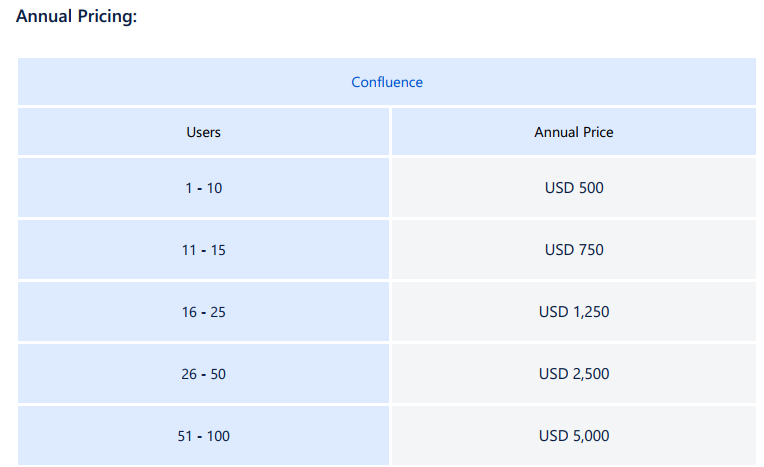 Annual Pricing:
Confluence
Users Annual Price
1 - 10 USD 500
11 - 15 USD 750
16 - 25 USD 1,250
26 - 50 USD 2,500
51 - 100 USD 5,000